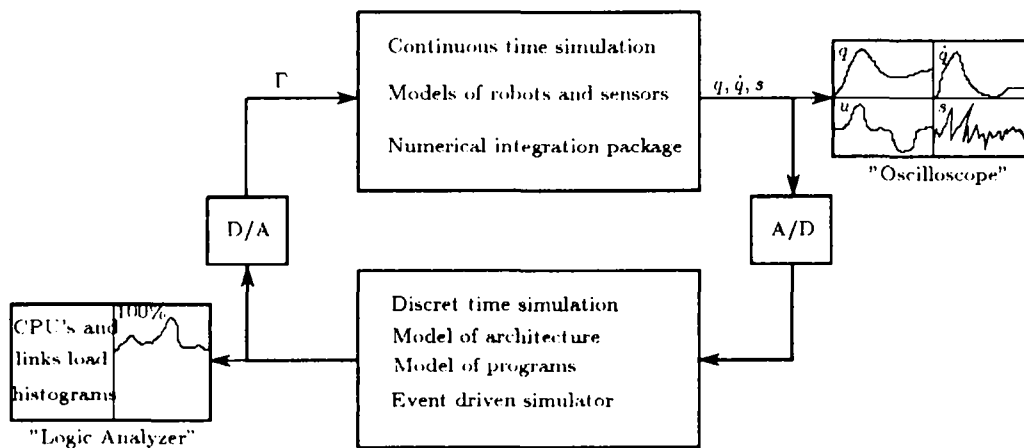 Continuous time simulation
Models of robots and sensors
Numerical integration package
Γ
q, q̇, s
q
q̇
u
s
"Oscilloscope"
D/A
A/D
Discret time simulation
Model of architecture
Model of programs
Event driven simulator
100%
CPU's and
links load
histograms
"Logic Analyzer"